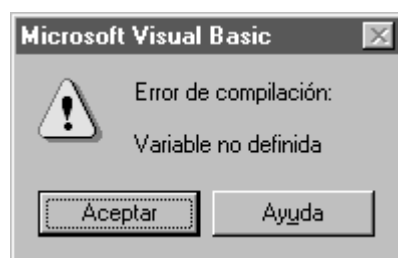 Microsoft Visual Basic
Error de compilación:
Variable no definida
Aceptar
Ayuda